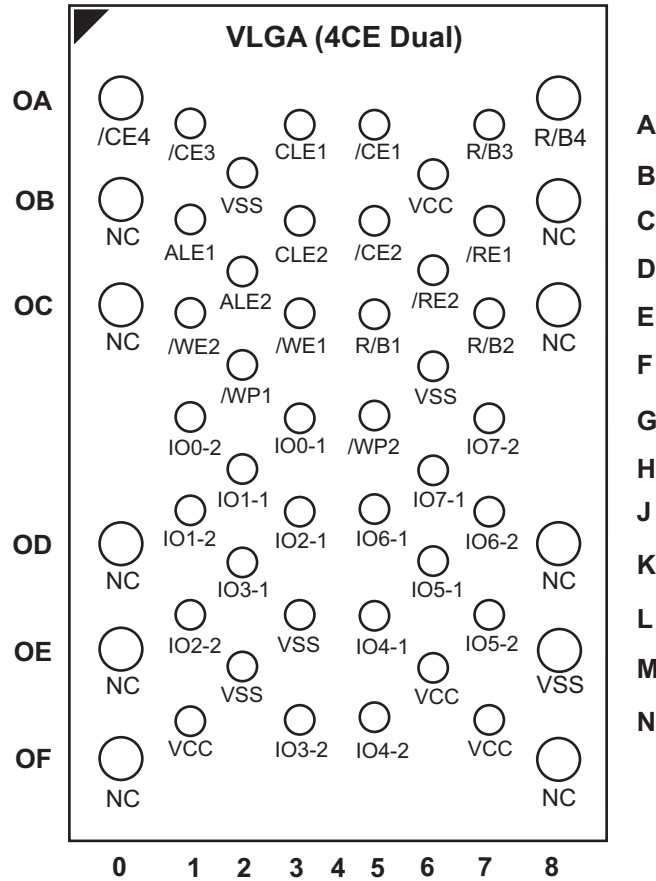 VLGA (4CE Dual)
OA
/CE4 /CE3 CLE1 /CE1 R/B3 R/B4
A
VSS VCC
B
OB
NC ALE1 CLE2 /CE2 /RE1 NC
C
ALE2 /RE2
D
OC
NC /WE2 /WE1 R/B1 R/B2 NC
E
/WP1 VSS
F
IO0-2 IO0-1 /WP2 IO7-2
G
IO1-1 IO7-1
H
IO1-2 IO2-1 IO6-1 IO6-2
J
OD
NC IO3-1 IO5-1 NC
K
IO2-2 VSS IO4-1 IO5-2
L
OE
NC VSS VCC VSS
M
VCC IO3-2 IO4-2 VCC
N
OF
NC NC
0 1 2 3 4 5 6 7 8